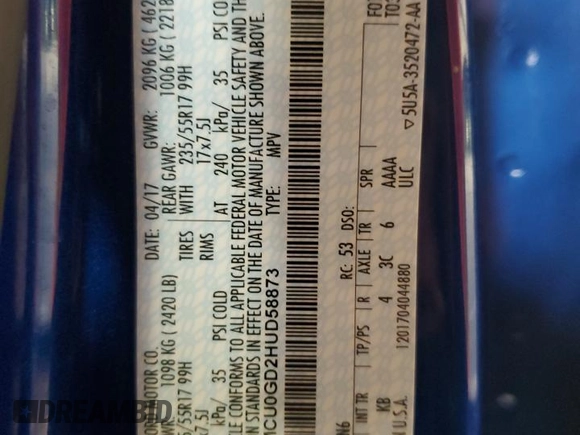 MOTOR CO.
DATE: 04/17 GVWR: 2096 KG (462
1098 KG ( 2420 LB) REAR GAWR: 1006 KG ( 2218
/55R17 99H TIRES WITH 235/55R17 99H
7.5J RIMS 17x7.5J
kPa/ 35 PSI COLD AT 240 kPa/ 35 PSI CO
CLE CONFORMS TO ALL APPLICABLE FEDERAL MOTOR VEHICLE SAFETY AND T
N STANDARDS IN EFFECT ON THE DATE OF MANUFACTURE SHOWN ABOVE.
MCU0GD2HUD58873 TYPE: MPV
N6 RC: 53 DSO:
INT TR TP/PS R AXLE TR SPR
KB 4 3C 6 AAAA
U.S.A. 1201704044880 ULC
▽5U5A-3520472-AA
DREAMBID